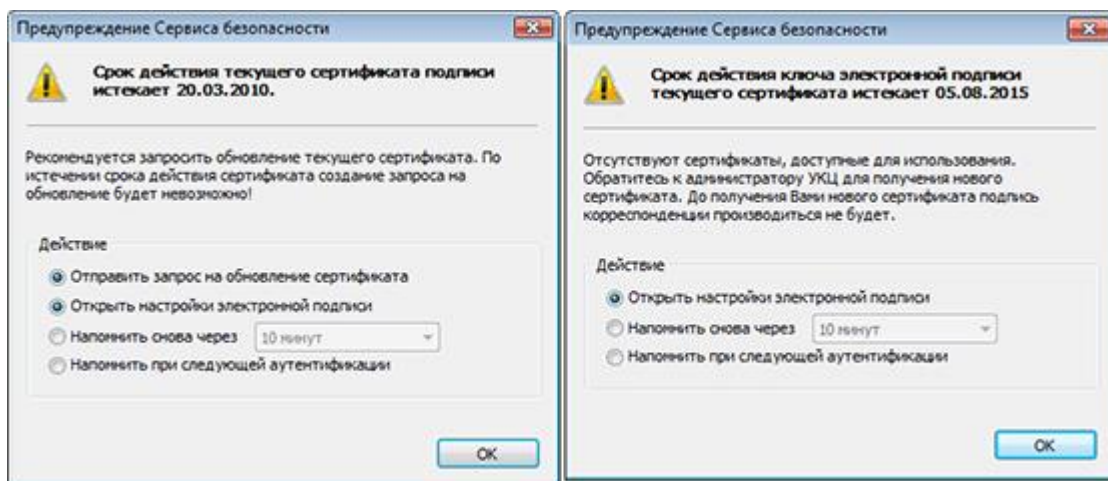 Предупреждение Сервиса безопасности
Срок действия текущего сертификата подписи
истекает 20.03.2010.
Рекомендуется запросить обновление текущего сертификата. По
истечении срока действия сертификата создание запроса на
обновление будет невозможно!
Действие
Отправить запрос на обновление сертификата
Открыть настройки электронной подписи
Напомнить снова через 10 минут
Напомнить при следующей аутентификации
OK
Предупреждение Сервиса безопасности
Срок действия ключа электронной подписи
текущего сертификата истекает 05.08.2015
Отсутствуют сертификаты, доступные для использования.
Обратитесь к администратору УКЦ для получения нового
сертификата. До получения Вами нового сертификата подпись
корреспонденции производиться не будет.
Действие
Открыть настройки электронной подписи
Напомнить снова через 10 минут
Напомнить при следующей аутентификации
OK